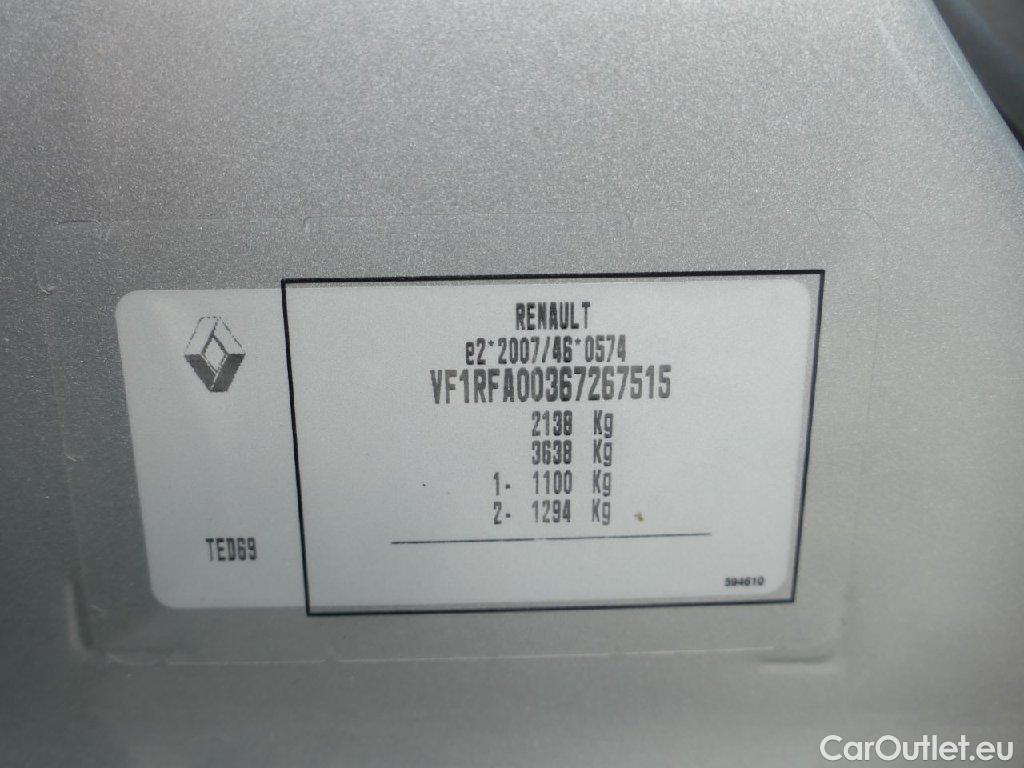 RENAULT
e2*2007/46*0574
VF1RFA00367267515
2138 Kg
3638 Kg
1- 1100 Kg
2- 1294 Kg
TED69
594610
CarOutlet.eu